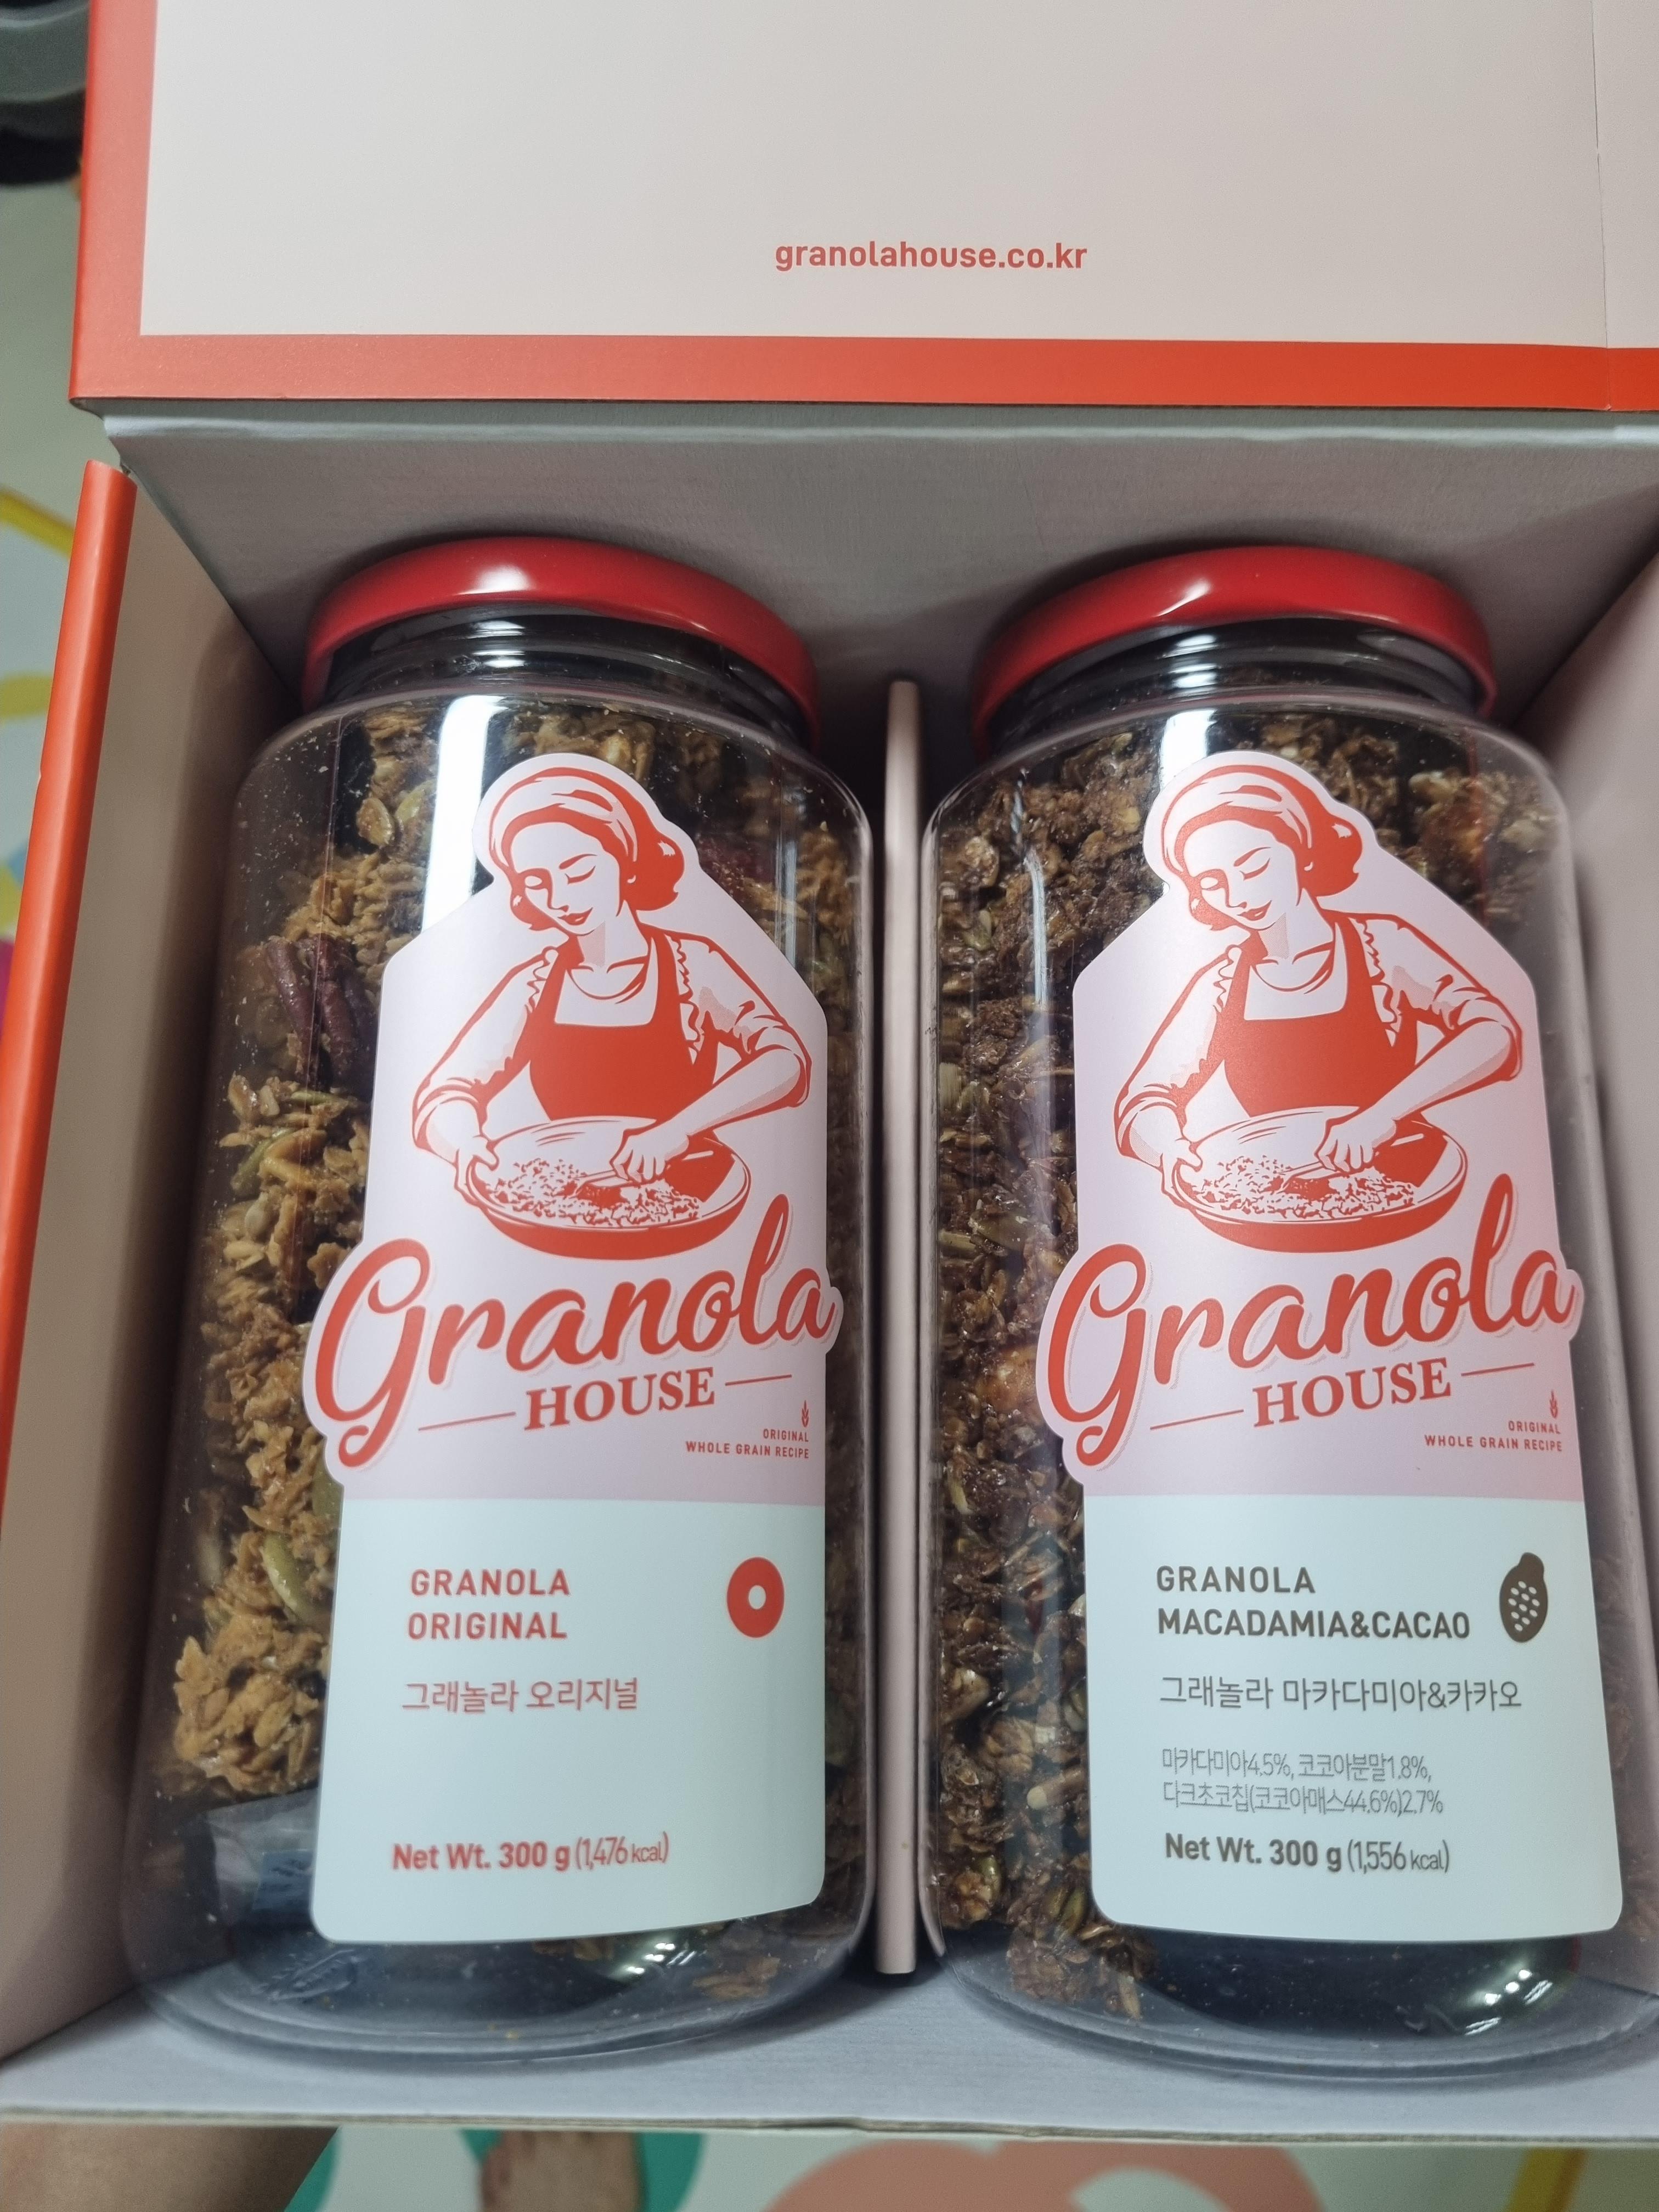 granolahouse.co.kr
Granola
HOUSE
ORIGINAL
WHOLE GRAIN RECIPE
GRANOLA
ORIGINAL
그래놀라 오리지널
Net Wt. 300 g (1,476 kcal)
Granola
HOUSE
ORIGINAL
WHOLE GRAIN RECIPE
GRANOLA
MACADAMIA&CACAO
그래놀라 마카다미아&카카오
마카다미아4.5%, 코코아분말1.8%,
다크초코칩(코코아매스44.6%)2.7%
Net Wt. 300 g (1,556 kcal)